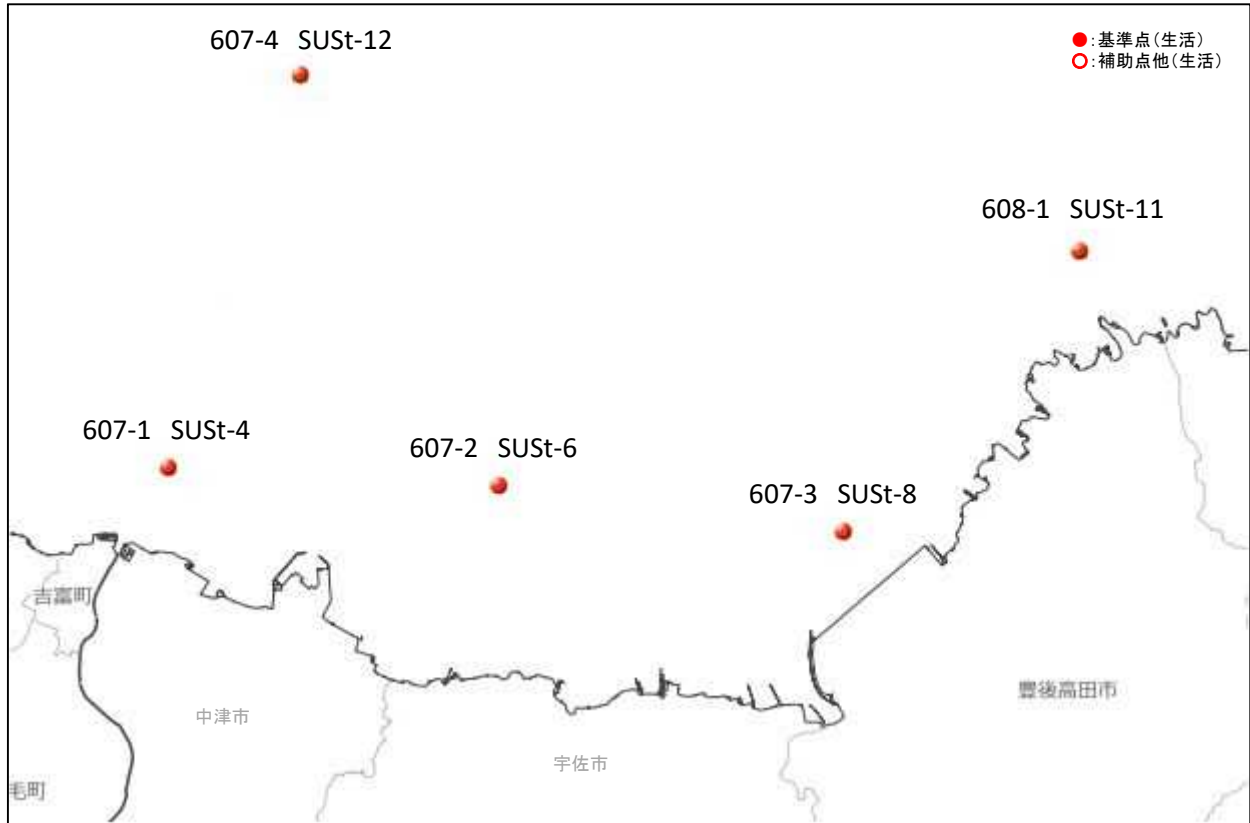 607-4 SUSt-12
●:基準点(生活)
○:補助点他(生活)
608-1 SUSt-11
607-1 SUSt-4
607-2 SUSt-6
607-3 SUSt-8
吉富町
豊後高田市
中津市
宇佐市
毛町